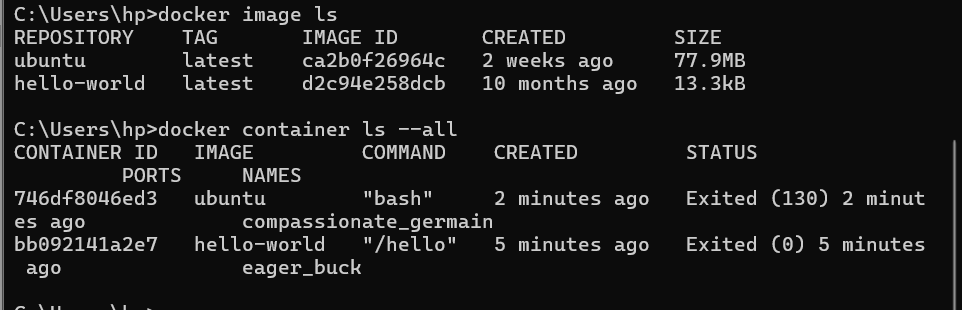 C:\Users\hp>docker image ls
REPOSITORY    TAG       IMAGE ID       CREATED         SIZE
ubuntu        latest    ca2b0f26964c   2 weeks ago     77.9MB
hello-world   latest    d2c94e258dcb   10 months ago   13.3kB
C:\Users\hp>docker container ls --all
CONTAINER ID   IMAGE         COMMAND    CREATED         STATUS
         PORTS     NAMES
746df8046ed3   ubuntu        "bash"     2 minutes ago   Exited (130) 2 minut
es ago             compassionate_germain
bb092141a2e7   hello-world   "/hello"   5 minutes ago   Exited (0) 5 minutes
 ago               eager_buck